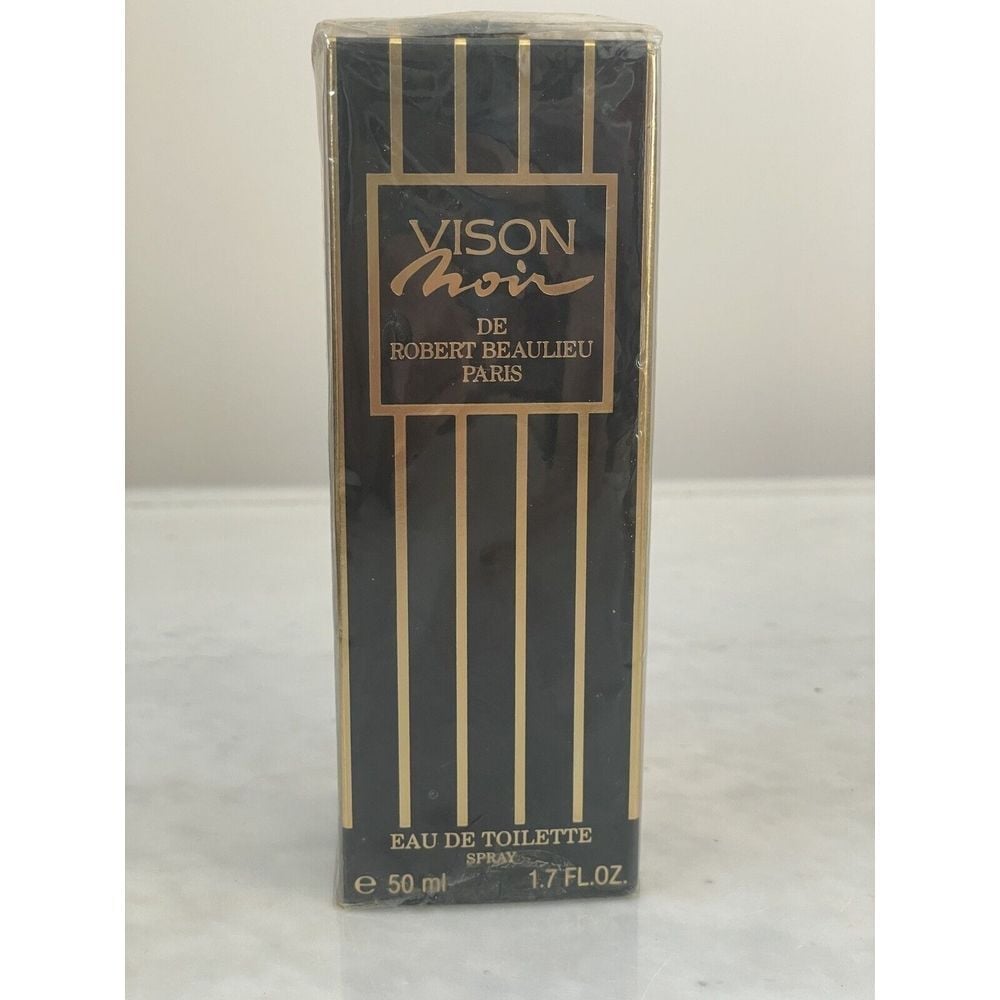 VISON
Noir
DE
ROBERT BEAULIEU
PARIS
EAU DE TOILETTE
SPRAY
e 50 ml 1.7 FL.OZ.